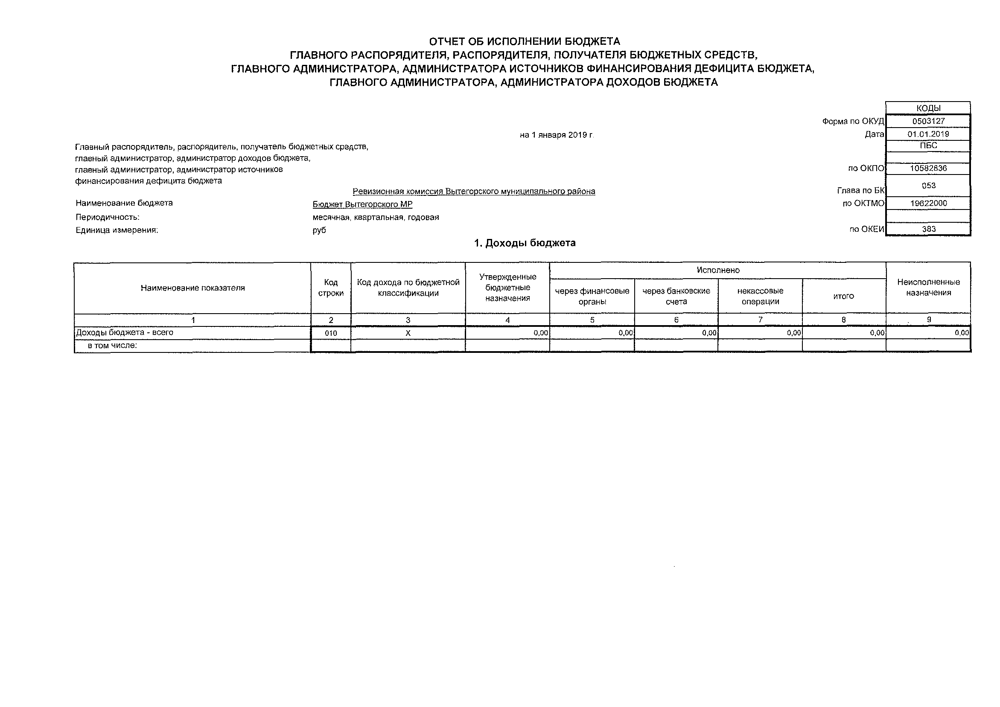 ОТЧЕТ ОБ ИСПОЛНЕНИИ БЮДЖЕТА
ГЛАВНОГО РАСПОРЯДИТЕЛЯ, РАСПОРЯДИТЕЛЯ, ПОЛУЧАТЕЛЯ БЮДЖЕТНЫХ СРЕДСТВ,
ГЛАВНОГО АДМИНИСТРАТОРА, АДМИНИСТРАТОРА ИСТОЧНИКОВ ФИНАНСИРОВАНИЯ ДЕФИЦИТА БЮДЖЕТА,
ГЛАВНОГО АДМИНИСТРАТОРА, АДМИНИСТРАТОРА ДОХОДОВ БЮДЖЕТА
КОДЫ
Форма по ОКУД 0503127
на 1 января 2019 г. Дата 01.01.2019
Главный распорядитель, распорядитель, получатель бюджетных средств, ПБС
главный администратор, администратор доходов бюджета,
главный администратор, администратор источников по ОКПО 10582836
финансирования дефицита бюджета
Ревизионная комиссия Вытегорского муниципального района Глава по БК 053
Наименование бюджета Бюджет Вытегорского МР по ОКТМО 19622000
Периодичность: месячная, квартальная, годовая
Единица измерения: руб по ОКЕИ 383
1. Доходы бюджета
Наименование показателя
Код
строки
Код дохода по бюджетной
классификации
Утвержденные
бюджетные
назначения
Исполнено
через финансовые
органы
через банковские
счета
некассовые
операции
итого
Неисполненные
назначения
1 2 3 4 5 6 7 8 9
Доходы бюджета - всего 010 X 0,00 0,00 0,00 0,00 0,00 0,00
в том числе: